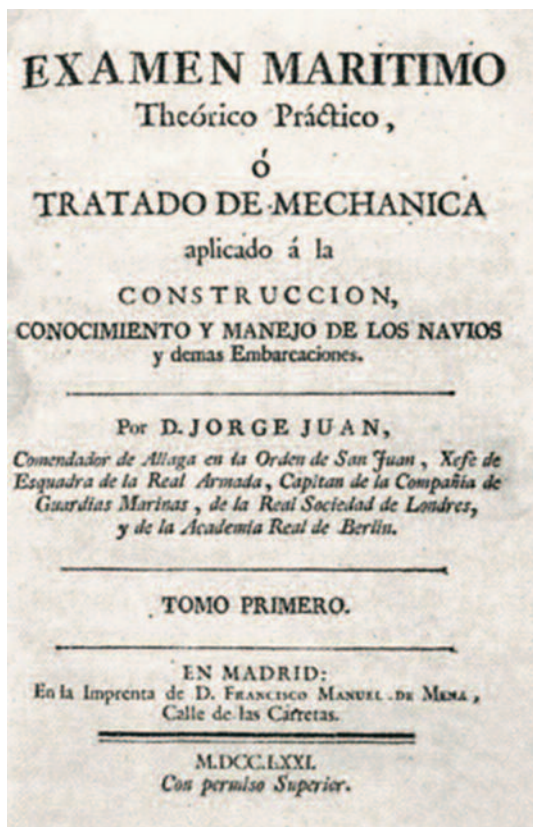 EXAMEN MARITIMO
Theórico Práctico,
ó
TRATADO DE MECHANICA
aplicado á la
CONSTRUCCION,
CONOCIMIENTO Y MANEJO DE LOS NAVIOS
y demas Embarcaciones.
Por D. JORGE JUAN,
Comendador de Aliaga en la Orden de San Juan, Xefe de
Esquadra de la Real Armada, Capitan de la Compañia de
Guardias Marinas, de la Real Sociedad de Londres,
y de la Academia Real de Berlin.
TOMO PRIMERO.
EN MADRID:
En la Imprenta de D. FRANCISCO MANUEL DE MENA,
Calle de las Carretas.
M.DCC.LXXI.
Con permiso Superior.